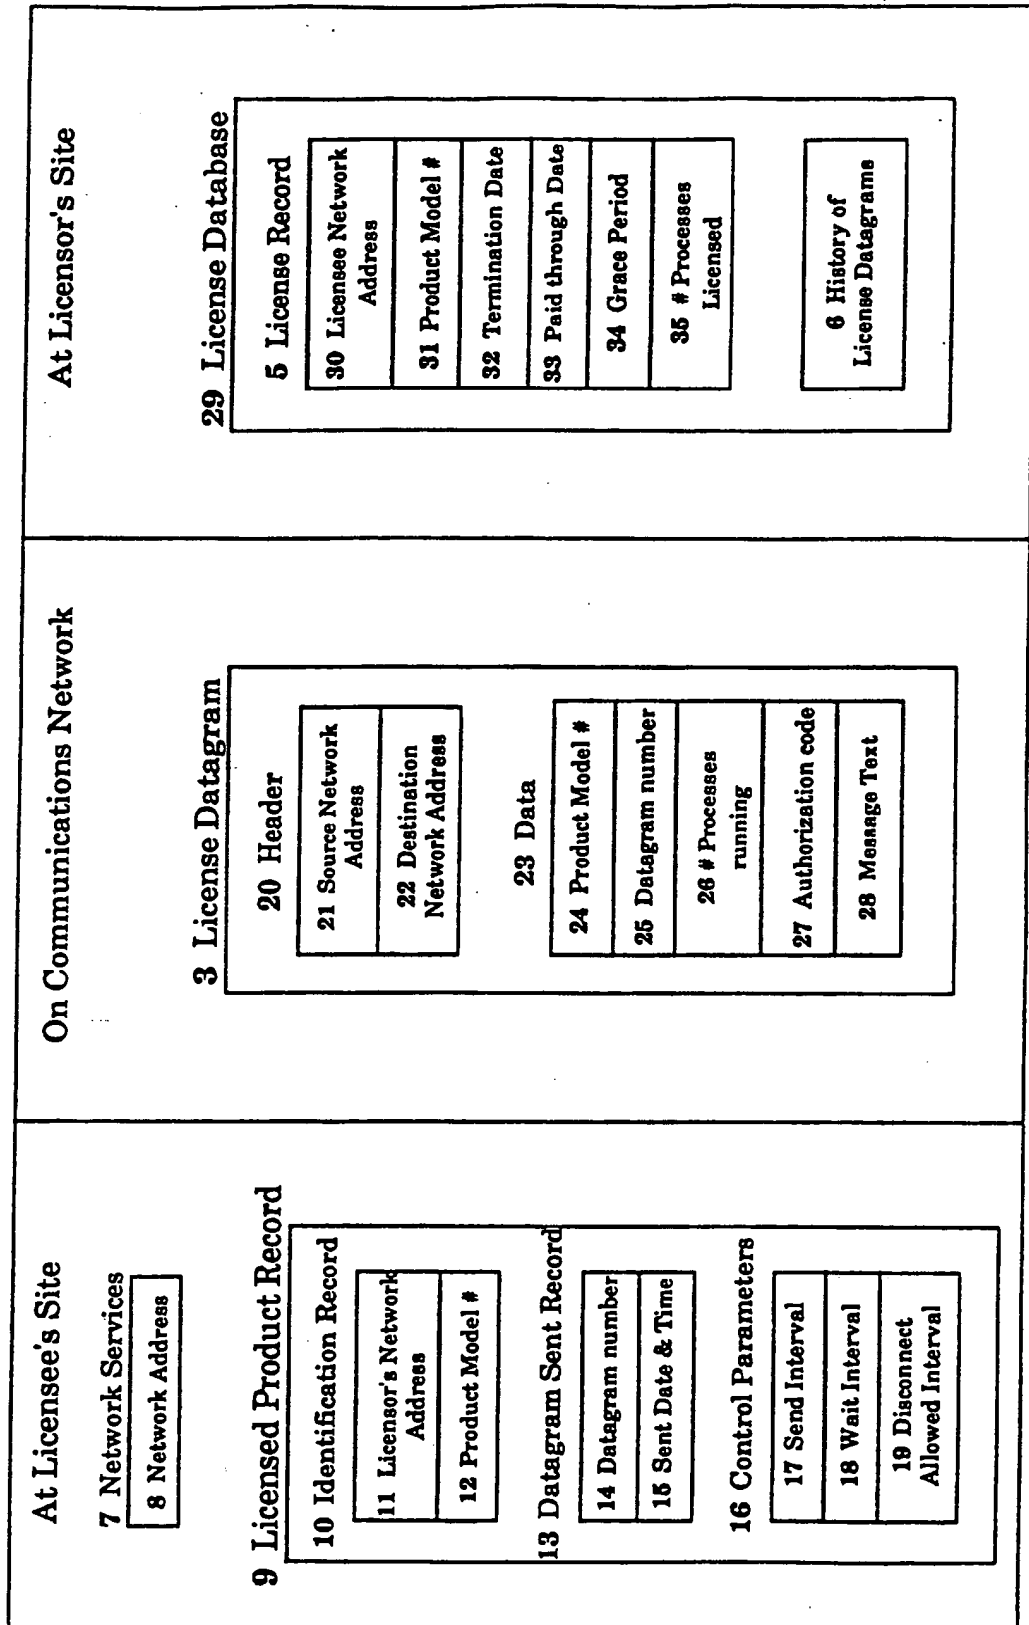 At Licensee's Site
7 Network Services
8 Network Address
9 Licensed Product Record
10 Identification Record
11 Licensor's Network
Address
12 Product Model #
13 Datagram Sent Record
14 Datagram number
15 Sent Date & Time
16 Control Parameters
17 Send Interval
18 Wait Interval
19 Disconnect
Allowed Interval
On Communications Network
3 License Datagram
20 Header
21 Source Network
Address
22 Destination
Network Address
23 Data
24 Product Model #
25 Datagram number
26 # Processes
running
27 Authorization code
28 Message Text
At Licensor's Site
29 License Database
5 License Record
30 Licensee Network
Address
31 Product Model #
32 Termination Date
33 Paid through Date
34 Grace Period
35 # Processes
Licensed
6 History of
License Datagrams